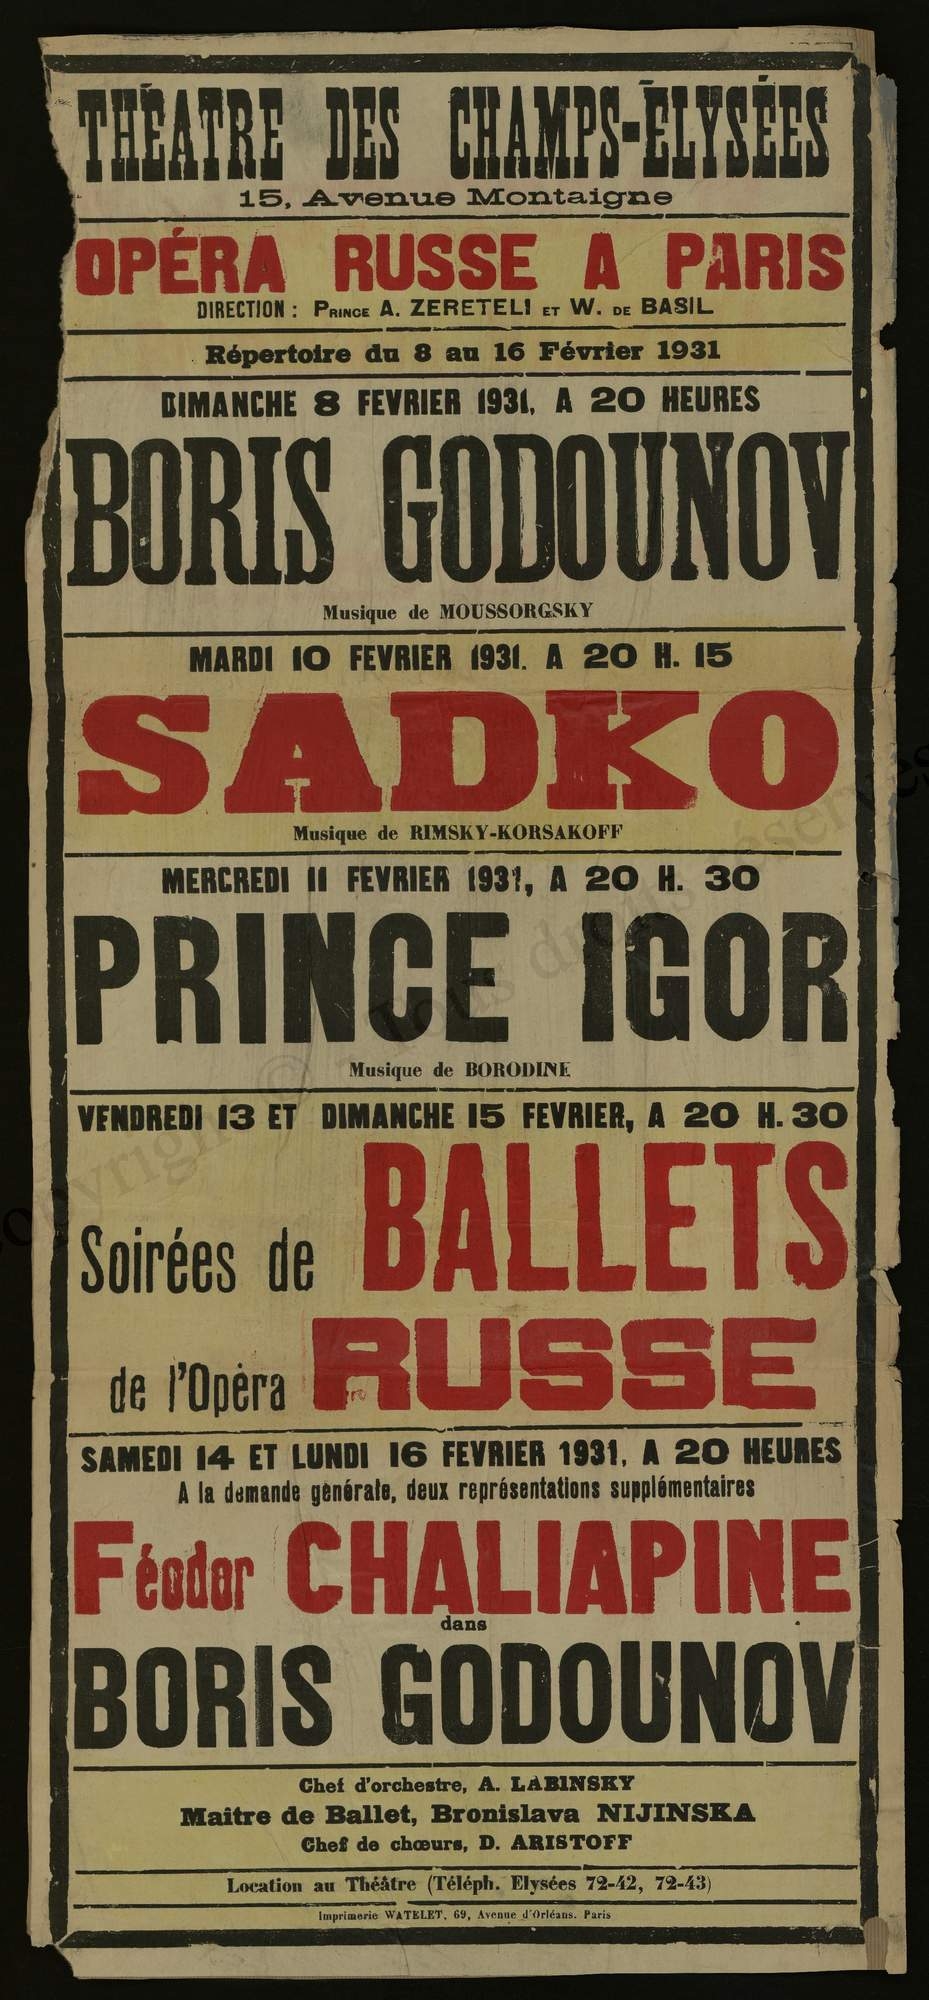 THÉATRE DES CHAMPS-ÉLYSÉES
15, Avenue Montaigne
OPÉRA RUSSE A PARIS
DIRECTION : PRINCE A. ZERETELI ET W. DE BASIL
Répertoire du 8 au 16 Février 1931
DIMANCHE 8 FEVRIER 1931, A 20 HEURES
BORIS GODOUNOV
Musique de MOUSSORGSKY
MARDI 10 FEVRIER 1931. A 20 H. 15
SADKO
Musique de RIMSKY-KORSAKOFF
MERCREDI 11 FEVRIER 1931, A 20 H. 30
PRINCE IGOR
Musique de BORODINE
VENDREDI 13 ET DIMANCHE 15 FEVRIER, A 20 H. 30
Soirées de BALLETS
de l'Opèra RUSSE
SAMEDI 14 ET LUNDI 16 FEVRIER 1931, A 20 HEURES
A la demande générale, deux représentations supplémentaires
Féodor CHALIAPINE
dans
BORIS GODOUNOV
Chef d'orchestre, A. LABINSKY
Maitre de Ballet, Bronislava NIJINSKA
Chef de chœurs, D. ARISTOFF
Location au Théâtre (Téléph. Elysées 72-42, 72-43)
Imprimerie WATELET, 69, Avenue d'Orléans. Paris
Copyright © - Tous droits réservés